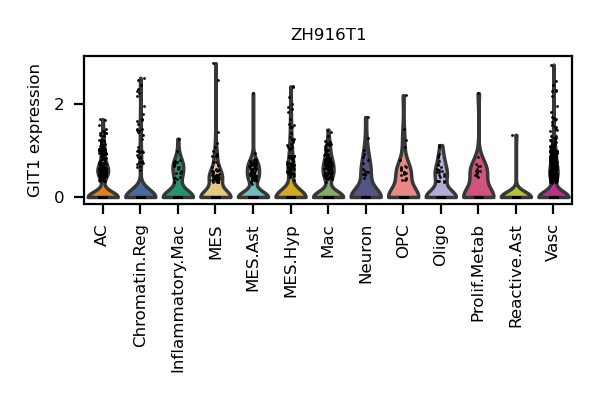 ZH916T1
GIT1 expression
2
0
AC
Chromatin.Reg
Inflammatory.Mac
MES
MES.Ast
MES.Hyp
Mac
Neuron
OPC
Oligo
Prolif.Metab
Reactive.Ast
Vasc